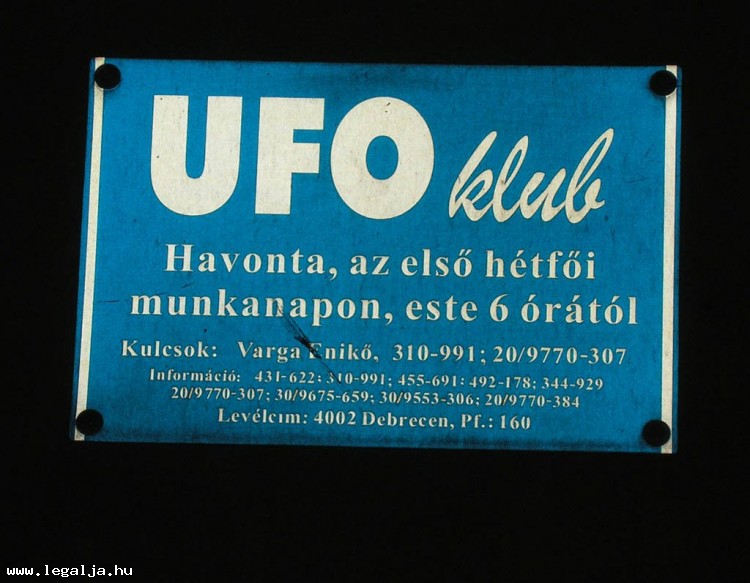 UFO klub
Havonta, az első hétfői
munkanapon, este 6 órától
Kulcsok: Varga Enikő, 310-991; 20/9770-307
Információ: 431-622; 310-991; 455-691; 492-178; 344-929
20/9770-307; 30/9675-659; 30/9553-306; 20/9770-384
Levélcím: 4002 Debrecen, Pf.: 160
www.legalja.hu